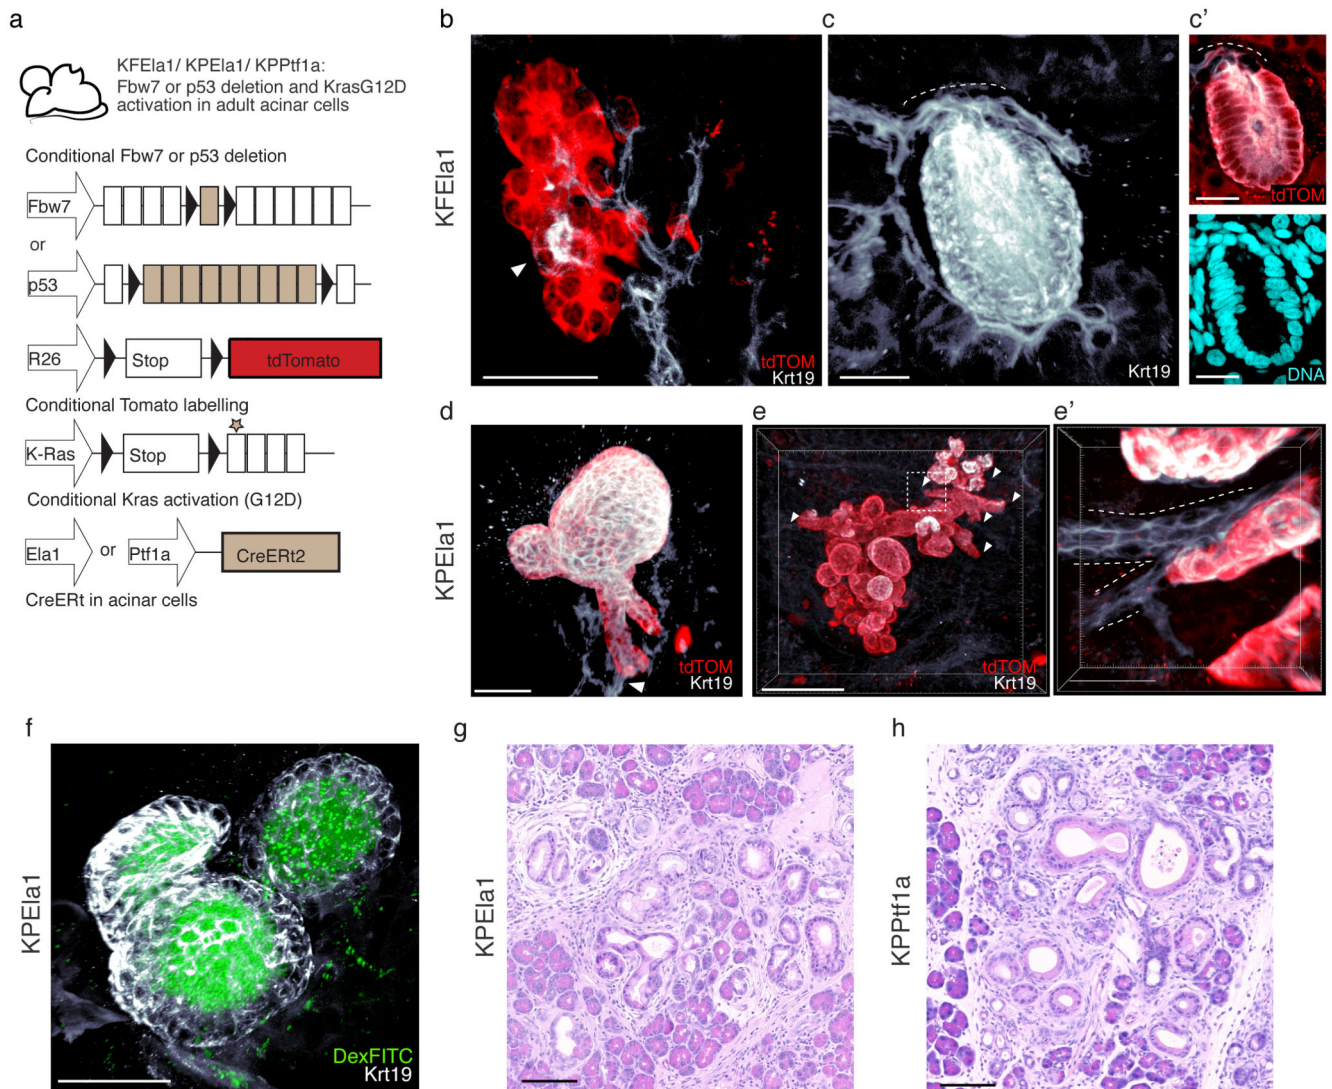 a
KFEla1/ KPEla1/ KPPtf1a:
Fbw7 or p53 deletion and KrasG12D
activation in adult acinar cells
Conditional Fbw7 or p53 deletion
Fbw7
or
p53
R26
Stop
tdTomato
Conditional Tomato labelling
K-Ras
Stop
Conditional Kras activation (G12D)
Ela1
or
Ptf1a
CreERt2
CreERt in acinar cells
b
KFEla1
tdTOM
Krt19
c
Krt19
c’
tdTOM
DNA
d
KPEla1
tdTOM
Krt19
e
tdTOM
Krt19
e’
f
KPEla1
DexFITC
Krt19
g
KPEla1
h
KPPtf1a